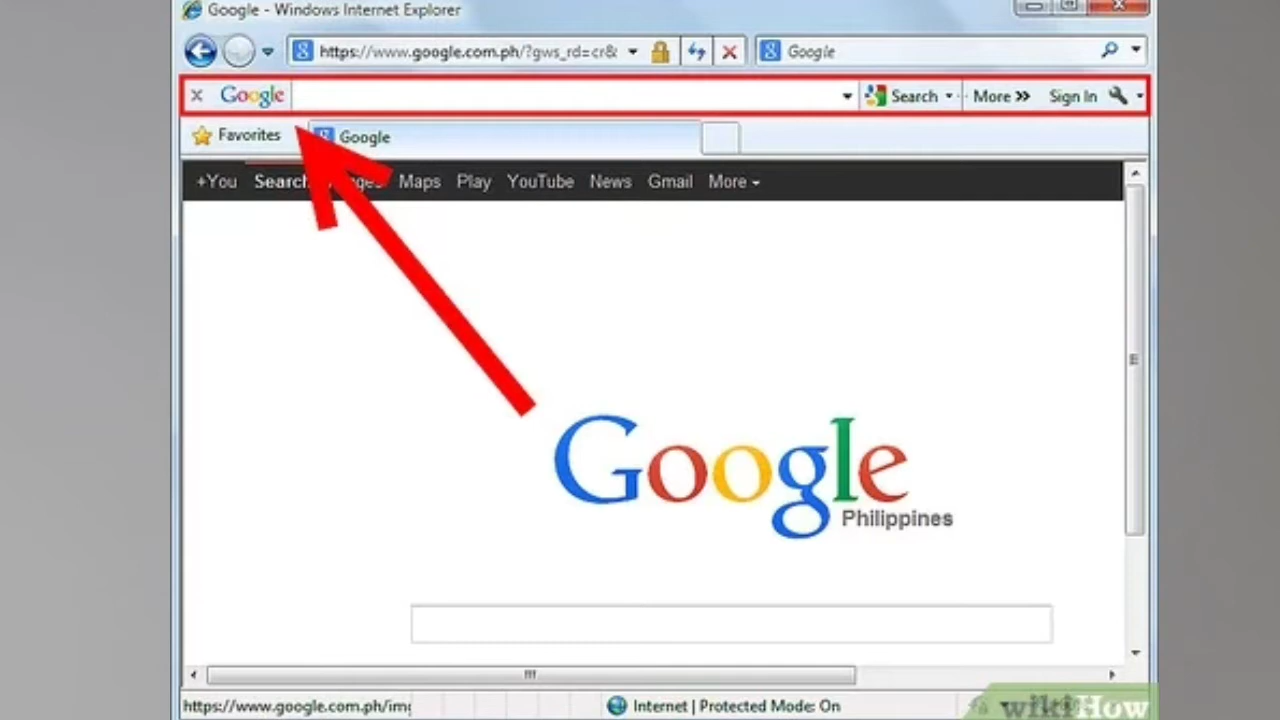 Google - Windows Internet Explorer
https://www.google.com.ph/?gws_rd=cr& Google
Google Search More Sign In
Favorites Google
+You Search Maps Play YouTube News Gmail More
Google
Philippines
https://www.google.com.ph/img Internet | Protected Mode: On
wikiHow